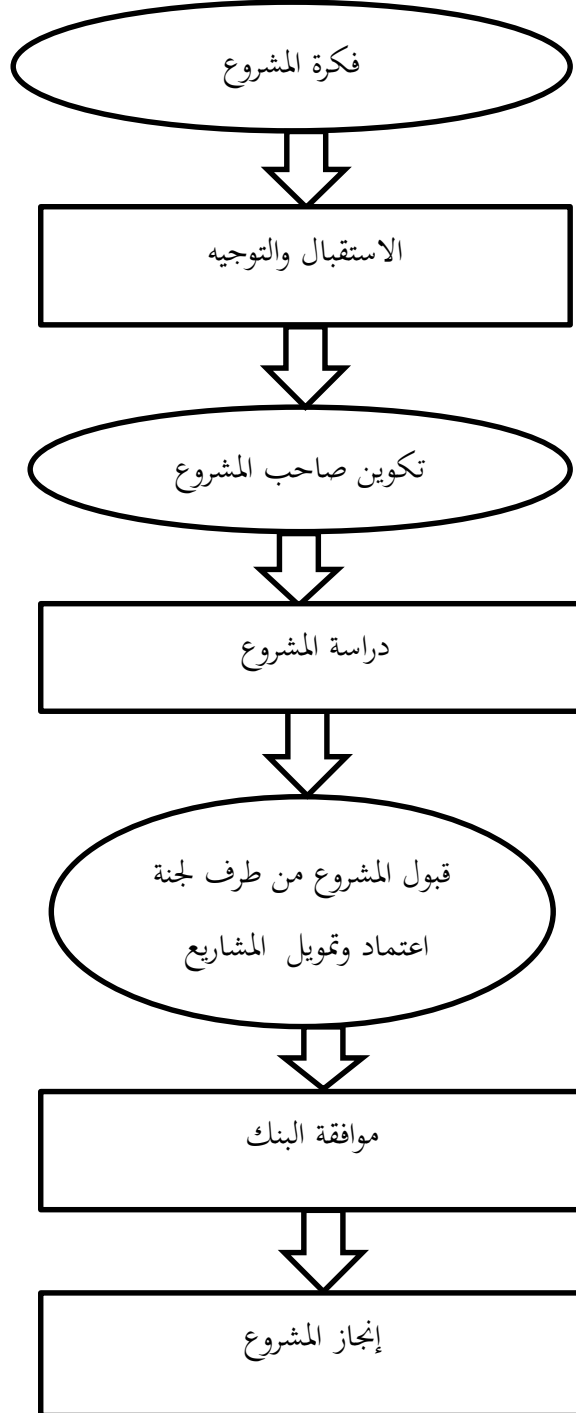 فكرة المشروع
الاستقبال والتوجيه
تكوين صاحب المشروع
دراسة المشروع
قبول المشروع من طرف لجنة
اعتماد وتمويل المشاريع
موافقة البنك
إنجاز المشروع